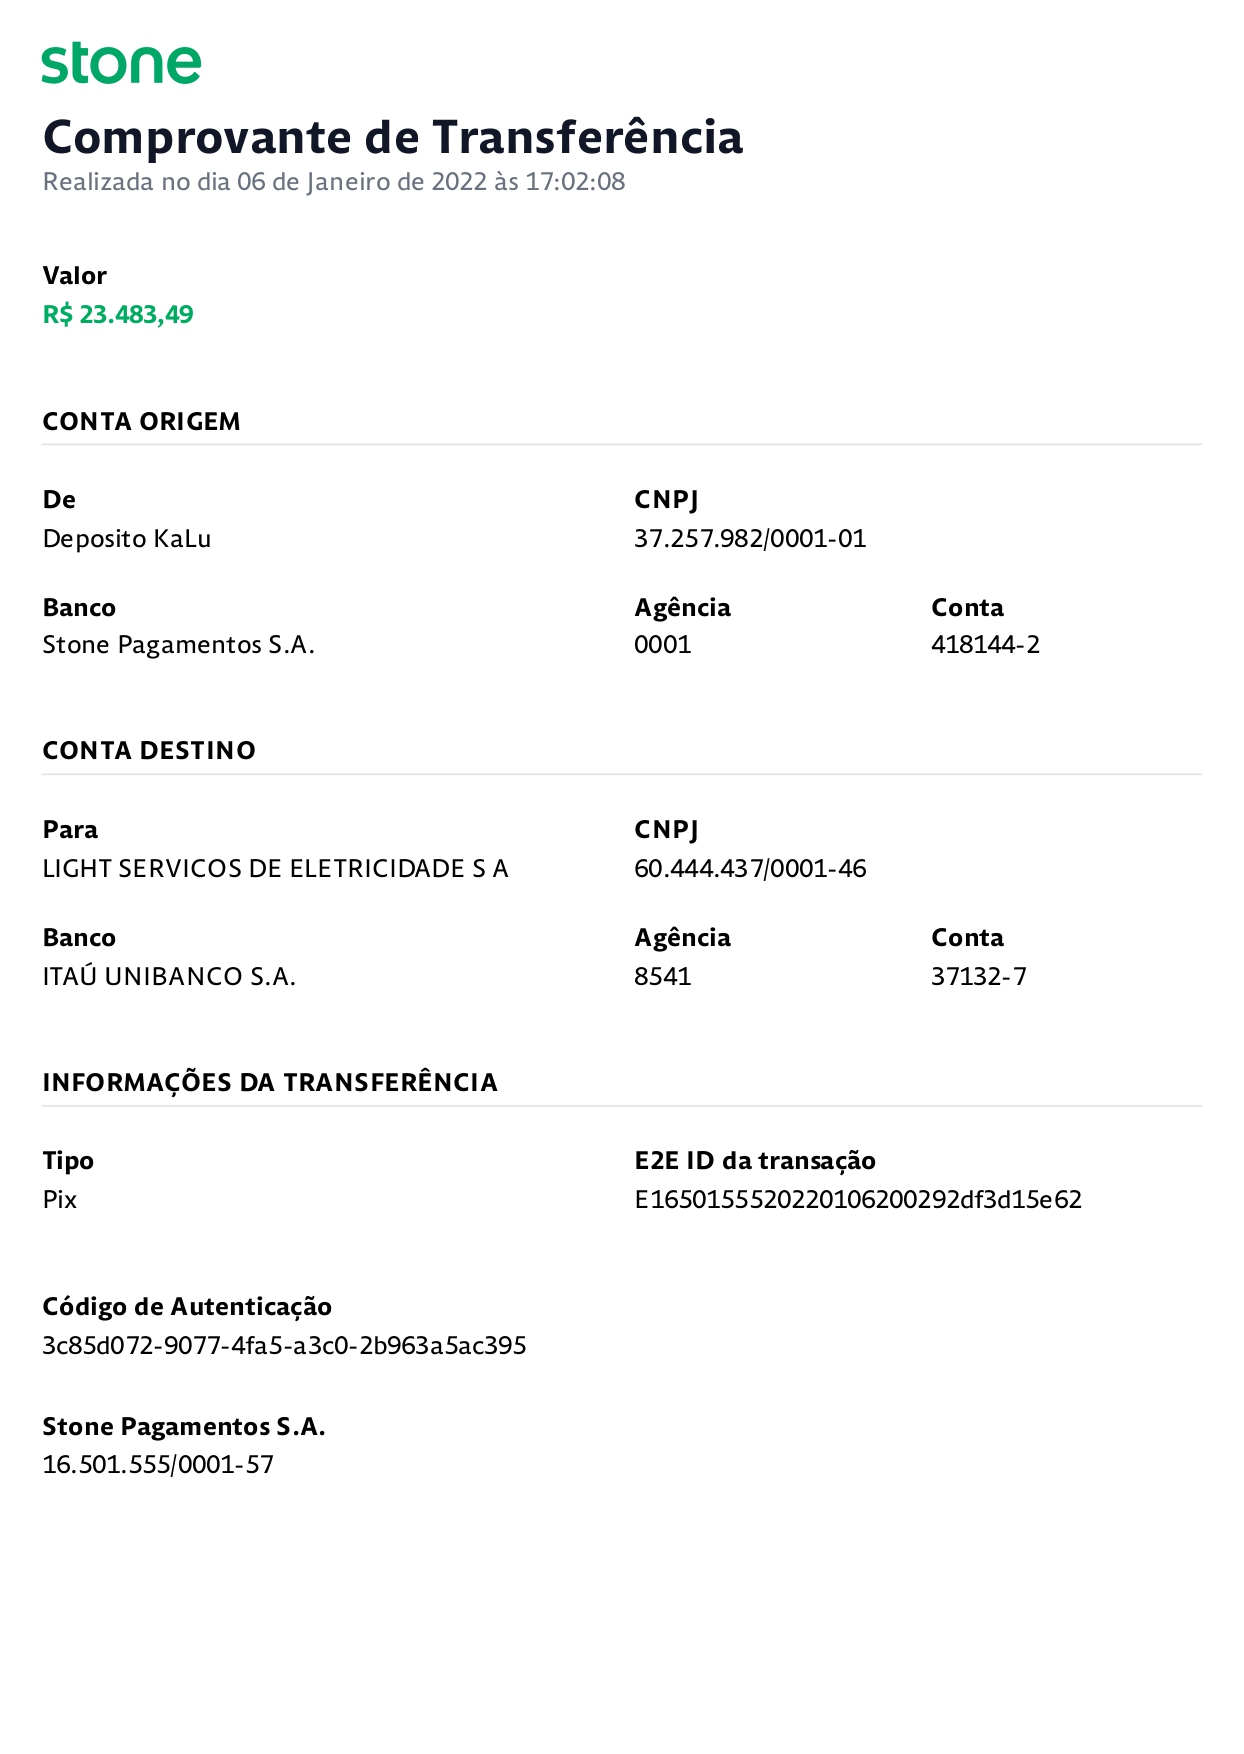 stone
Comprovante de Transferência
Realizada no dia 06 de Janeiro de 2022 às 17:02:08
Valor
R$ 23.483,49
CONTA ORIGEM
De CNPJ
Deposito KaLu 37.257.982/0001-01
Banco Agência Conta
Stone Pagamentos S.A. 0001 418144-2
CONTA DESTINO
Para CNPJ
LIGHT SERVICOS DE ELETRICIDADE S A 60.444.437/0001-46
Banco Agência Conta
ITAÚ UNIBANCO S.A. 8541 37132-7
INFORMAÇÕES DA TRANSFERÊNCIA
Tipo E2E ID da transação
Pix E1650155520220106200292df3d15e62
Código de Autenticação
3c85d072-9077-4fa5-a3c0-2b963a5ac395
Stone Pagamentos S.A.
16.501.555/0001-57